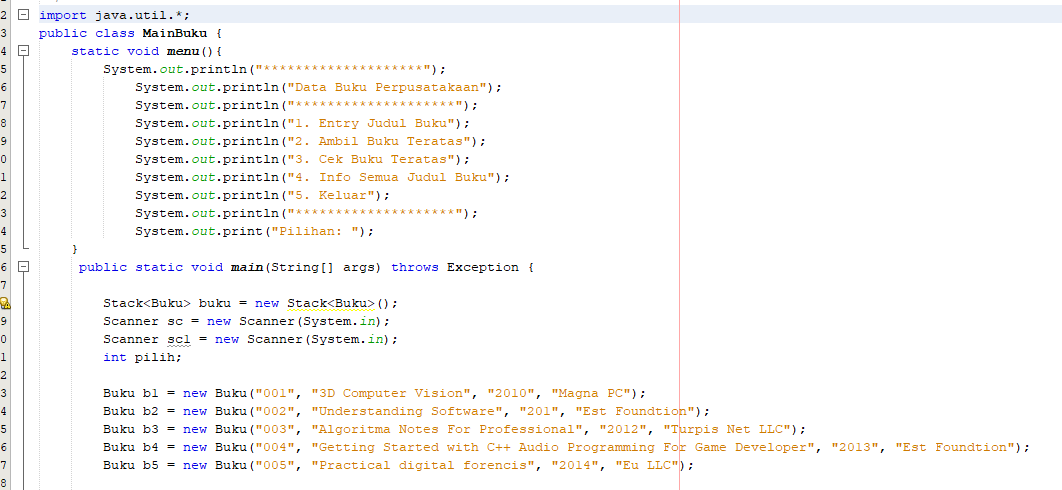 2 import java.util.*;
3 public class MainBuku {
4 static void menu(){
5 System.out.println("********************");
6 System.out.println("Data Buku Perpusatakaan");
7 System.out.println("********************");
8 System.out.println("1. Entry Judul Buku");
9 System.out.println("2. Ambil Buku Teratas");
0 System.out.println("3. Cek Buku Teratas");
1 System.out.println("4. Info Semua Judul Buku");
2 System.out.println("5. Keluar");
3 System.out.println("********************");
4 System.out.print("Pilihan: ");
5 }
6 public static void main(String[] args) throws Exception {
7
Stack<Buku> buku = new Stack<Buku>();
9 Scanner sc = new Scanner(System.in);
0 Scanner sc1 = new Scanner(System.in);
1 int pilih;
2
3 Buku b1 = new Buku("001", "3D Computer Vision", "2010", "Magna PC");
4 Buku b2 = new Buku("002", "Understanding Software", "201", "Est Foundtion");
5 Buku b3 = new Buku("003", "Algoritma Notes For Professional", "2012", "Turpis Net LLC");
6 Buku b4 = new Buku("004", "Getting Started with C++ Audio Programming For Game Developer", "2013", "Est Foundtion");
7 Buku b5 = new Buku("005", "Practical digital forencis", "2014", "Eu LLC");
8